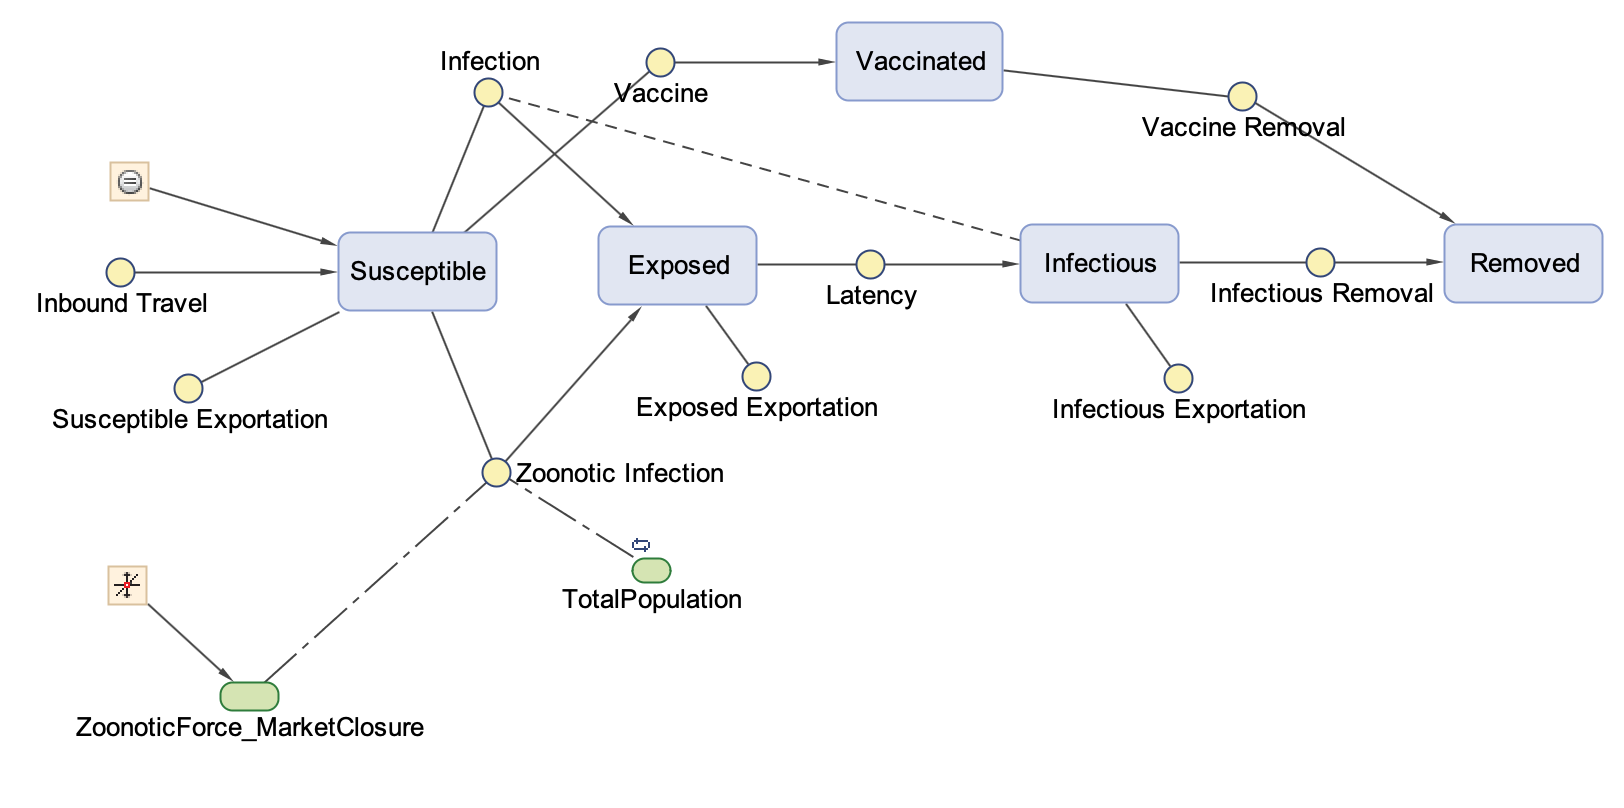 Infection
Vaccine
Vaccinated
Vaccine Removal
Susceptible
Inbound Travel
Exposed
Latency
Infectious
Infectious Removal
Removed
Susceptible Exportation
Exposed Exportation
Infectious Exportation
Zoonotic Infection
TotalPopulation
ZoonoticForce_MarketClosure